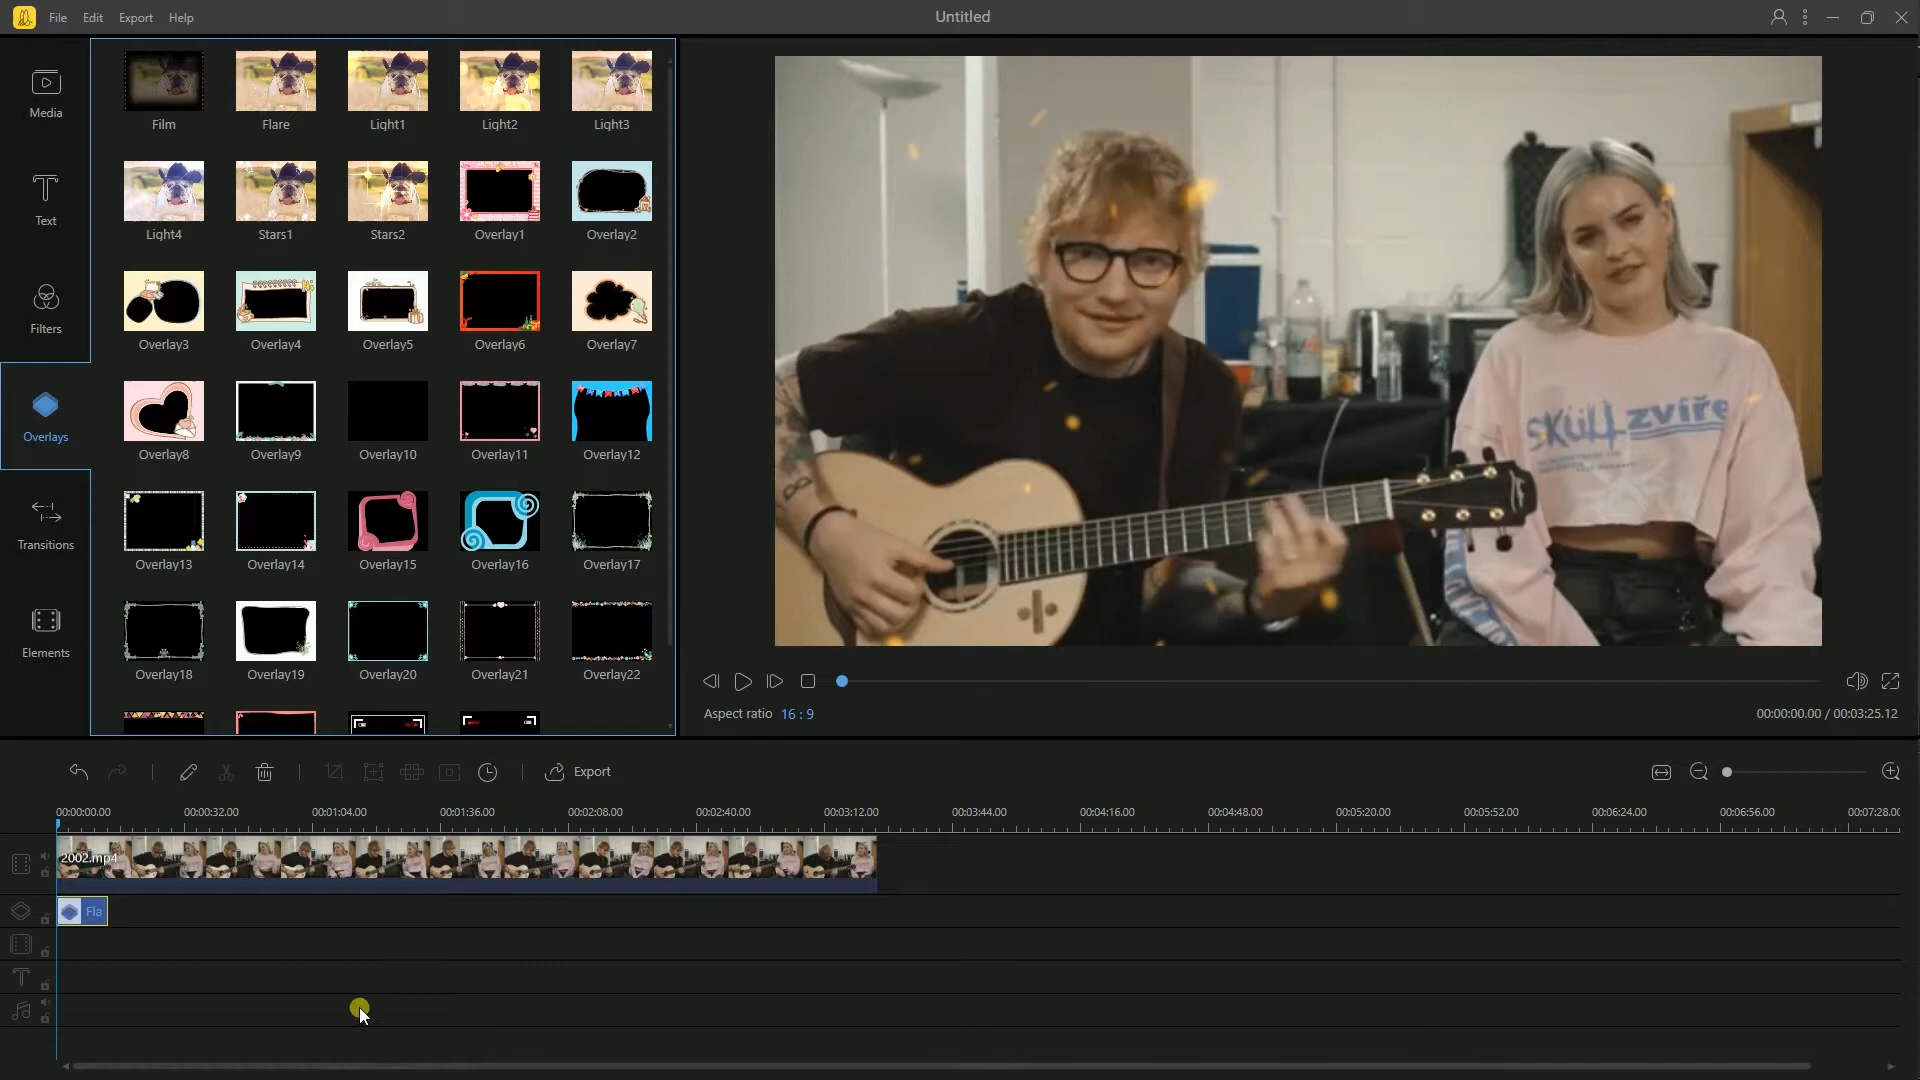 File Edit Export Help
Untitled
Media
Text
Filters
Overlays
Transitions
Elements
Film Flare Light1 Light2 Light3
Light4 Stars1 Stars2 Overlay1 Overlay2
Overlay3 Overlay4 Overlay5 Overlay6 Overlay7
Overlay8 Overlay9 Overlay10 Overlay11 Overlay12
Overlay13 Overlay14 Overlay15 Overlay16 Overlay17
Overlay18 Overlay19 Overlay20 Overlay21 Overlay22
SKÜLL zvíře
Aspect ratio 16 : 9
00:00:00.00 / 00:03:25.12
Export
00:00:00.00 00:00:32.00 00:01:04.00 00:01:36.00 00:02:08.00 00:02:40.00 00:03:12.00 00:03:44.00 00:04:16.00 00:04:48.00 00:05:20.00 00:05:52.00 00:06:24.00 00:06:56.00 00:07:28.00
2002.mp4
Fla